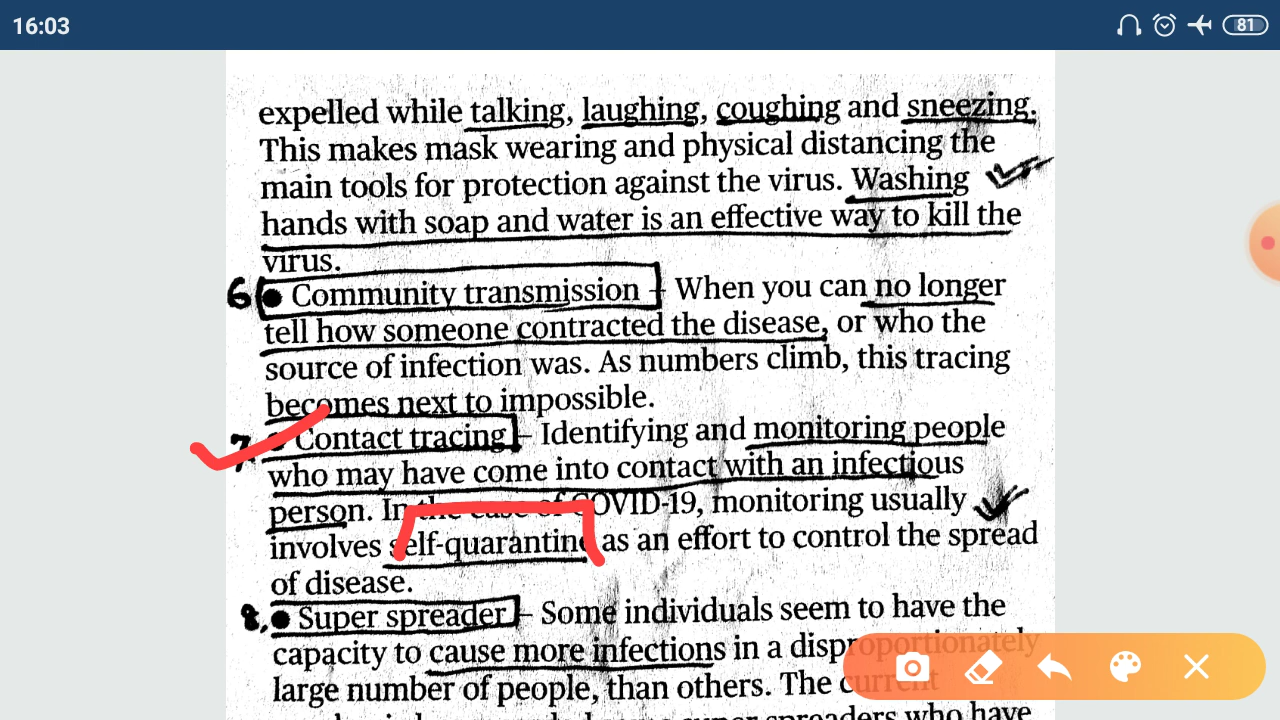 16:03
81
expelled while talking, laughing, coughing and sneezing.
This makes mask wearing and physical distancing the
main tools for protection against the virus. Washing
hands with soap and water is an effective way to kill the
virus.
6 ● Community transmission – When you can no longer
tell how someone contracted the disease, or who the
source of infection was. As numbers climb, this tracing
becomes next to impossible.
7. ● Contact tracing – Identifying and monitoring people
who may have come into contact with an infectious
person. In the case of COVID-19, monitoring usually
involves self-quarantine as an effort to control the spread
of disease.
8. ● Super spreader – Some individuals seem to have the
capacity to cause more infections in a disproportionately
large number of people, than others. The current
super spreaders who have